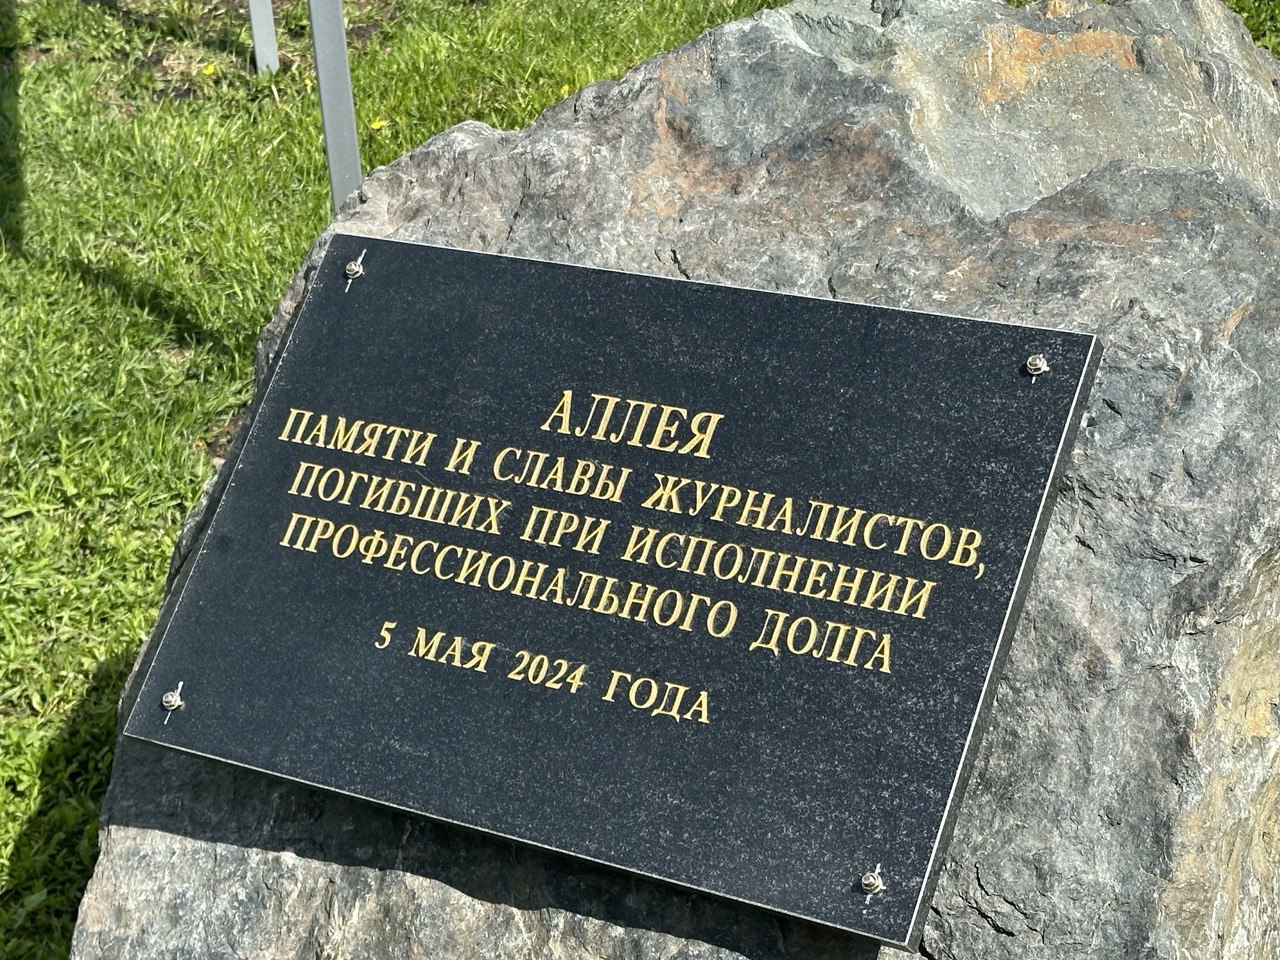 АЛЛЕЯ
ПАМЯТИ И СЛАВЫ ЖУРНАЛИСТОВ,
ПОГИБШИХ ПРИ ИСПОЛНЕНИИ
ПРОФЕССИОНАЛЬНОГО ДОЛГА
5 МАЯ 2024 ГОДА